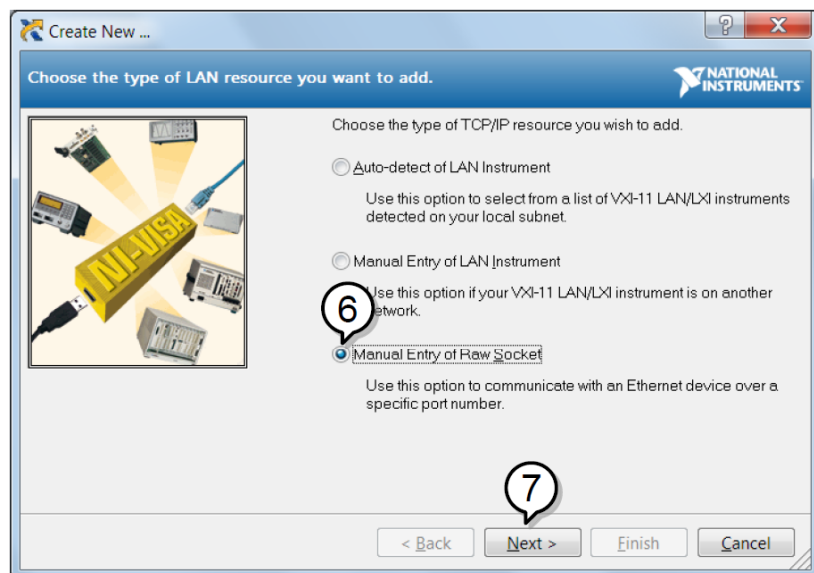 Create New ...
Choose the type of LAN resource you want to add.
NATIONAL
INSTRUMENTS
Choose the type of TCP/IP resource you wish to add.
Auto-detect of LAN Instrument
Use this option to select from a list of VXI-11 LAN/LXI instruments
detected on your local subnet.
Manual Entry of LAN Instrument
Use this option if your VXI-11 LAN/LXI instrument is on another
etwork.
6
Manual Entry of Raw Socket
Use this option to communicate with an Ethernet device over a
specific port number.
NI-VISA
7
< Back
Next >
Finish
Cancel